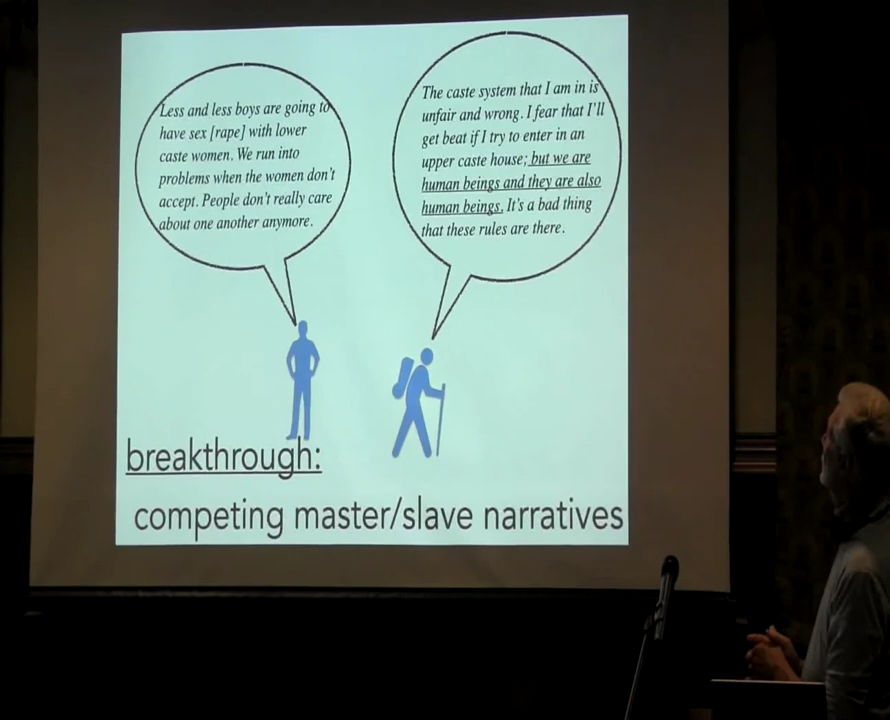 Less and less boys are going to
have sex [rape] with lower
caste women. We run into
problems when the women don't
accept. People don't really care
about one another anymore.
The caste system that I am in is
unfair and wrong. I fear that I'll
get beat if I try to enter in an
upper caste house; but we are
human beings and they are also
human beings. It's a bad thing
that these rules are there.
breakthrough:
competing master/slave narratives